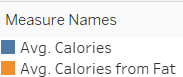 Measure Names
Avg. Calories
Avg. Calories from Fat